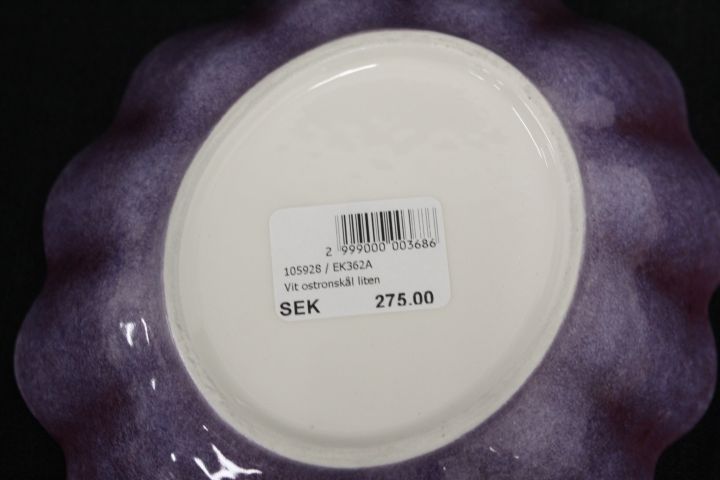 2 999000 003686
105928 / EK362A
Vit ostronskål liten
SEK 275.00